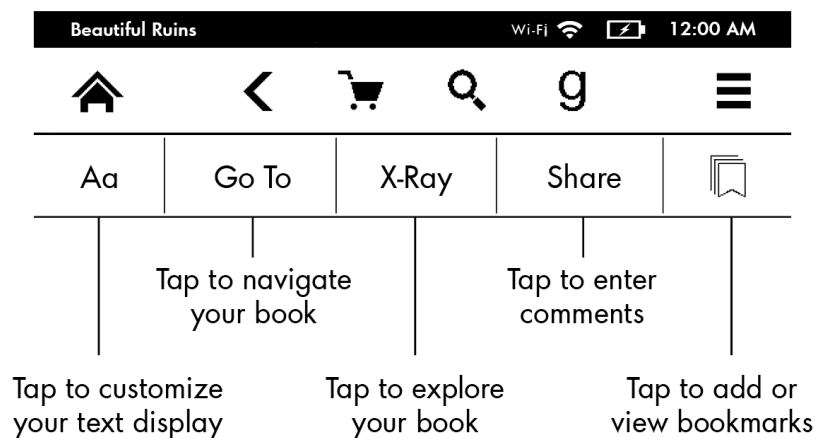 Beautiful Ruins Wi-Fi 12:00 AM
g
Aa Go To X-Ray Share
Tap to navigate
your book
Tap to enter
comments
Tap to customize
your text display
Tap to explore
your book
Tap to add or
view bookmarks